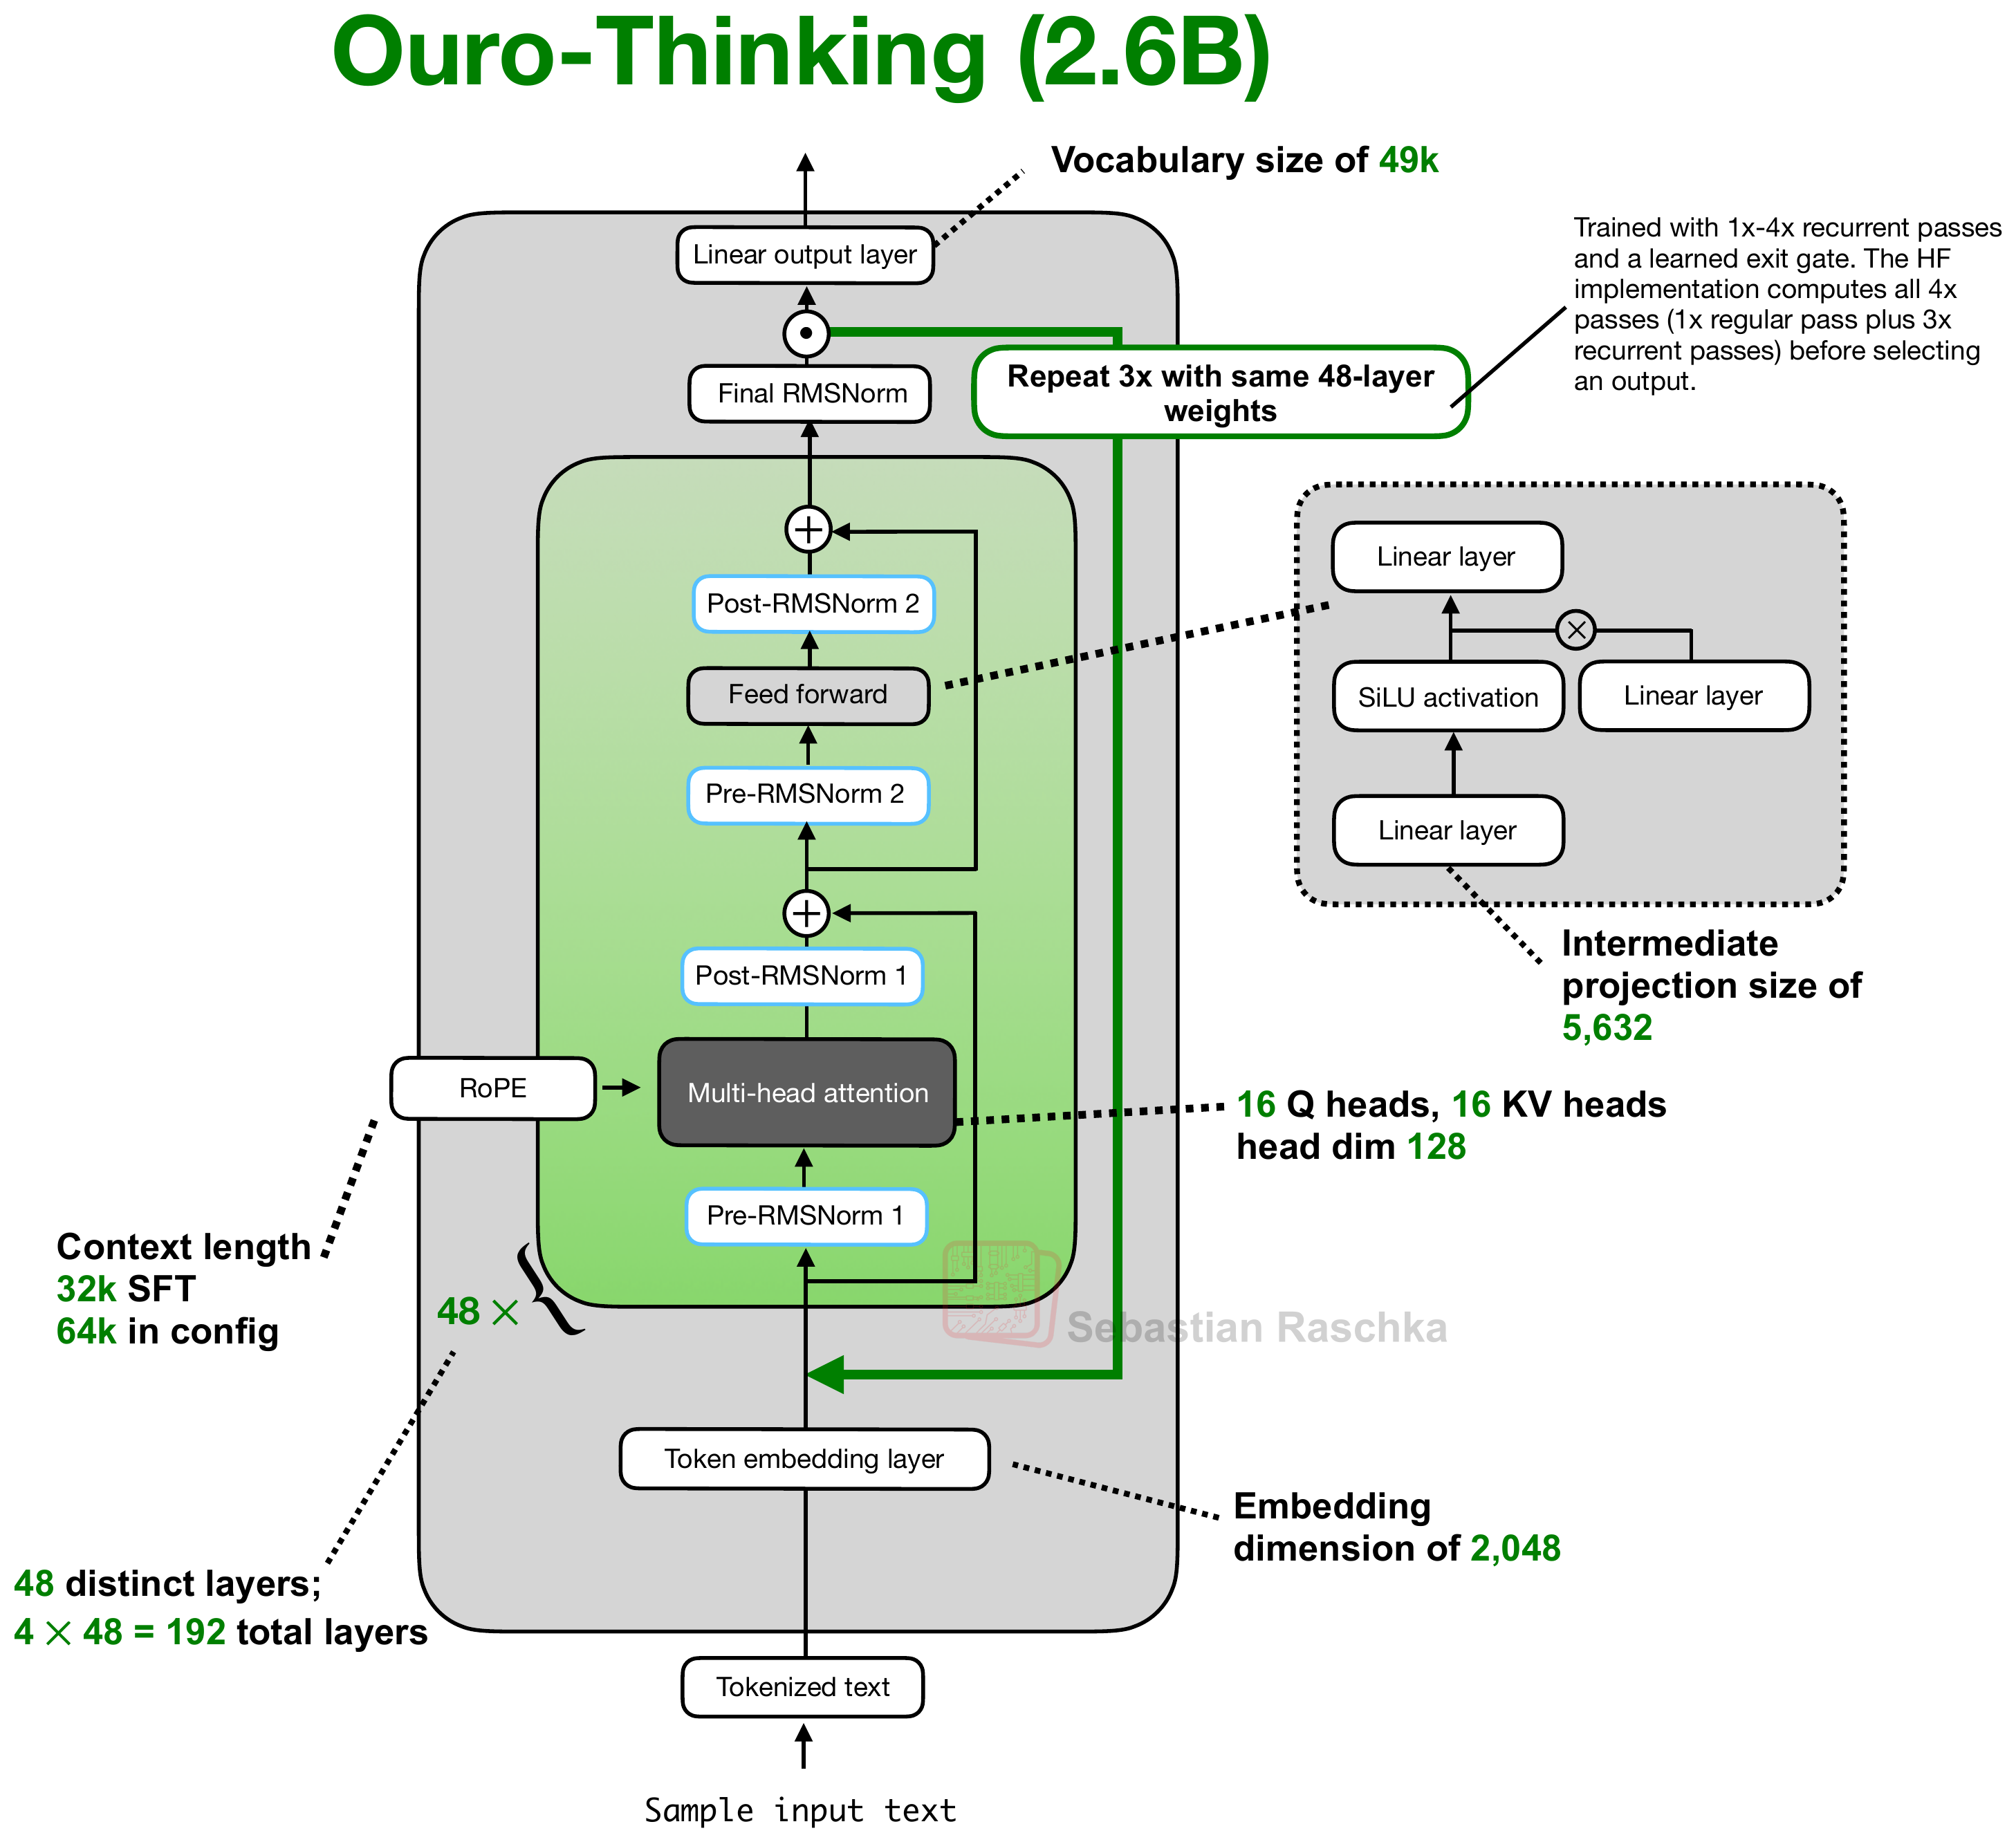 Ouro-Thinking (2.6B)
Vocabulary size of 49k
Trained with 1x-4x recurrent passes
and a learned exit gate. The HF
implementation computes all 4x
passes (1x regular pass plus 3x
recurrent passes) before selecting
an output.
Linear output layer
Final RMSNorm
Repeat 3x with same 48-layer
weights
Post-RMSNorm 2
Feed forward
Pre-RMSNorm 2
Post-RMSNorm 1
RoPE
Multi-head attention
Pre-RMSNorm 1
Linear layer
SiLU activation
Linear layer
Linear layer
Intermediate
projection size of
5,632
16 Q heads, 16 KV heads
head dim 128
Context length
32k SFT
64k in config
48 ×
Sebastian Raschka
Token embedding layer
Embedding
dimension of 2,048
48 distinct layers;
4 × 48 = 192 total layers
Tokenized text
Sample input text